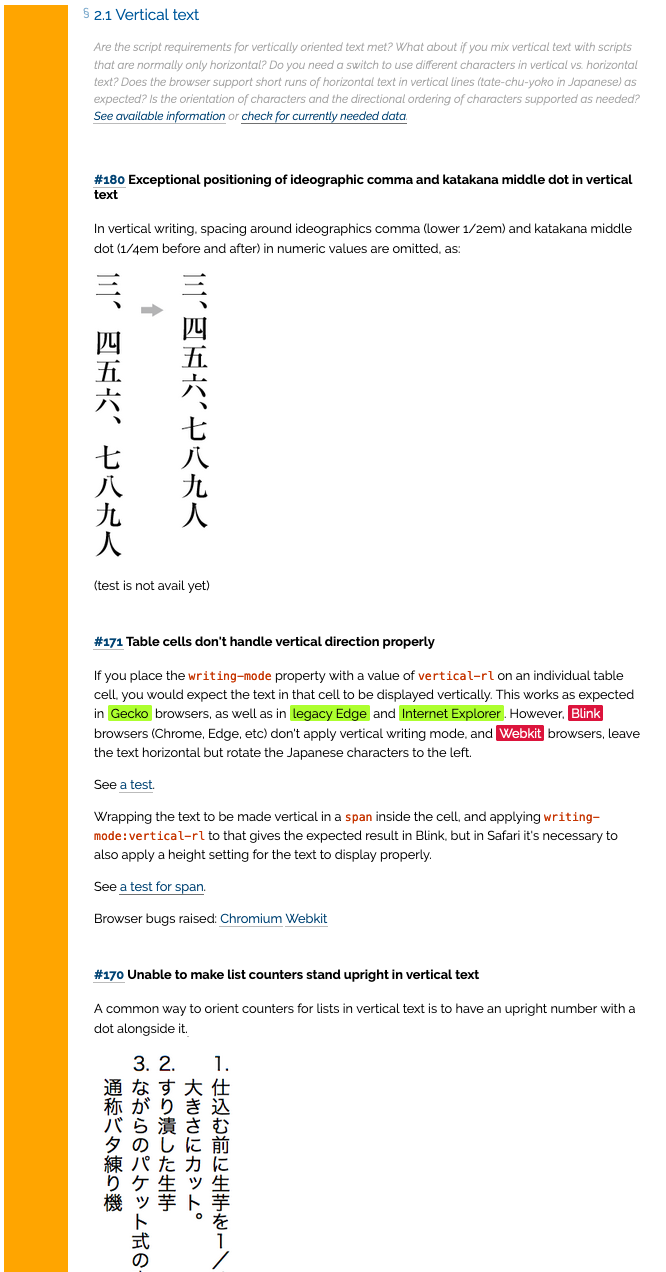 § 2.1 Vertical text
Are the script requirements for vertically oriented text met? What about if you mix vertical text with scripts
that are normally only horizontal? Do you need a switch to use different characters in vertical vs. horizontal
text? Does the browser support short runs of horizontal text in vertical lines (tate-chu-yoko in Japanese) as
expected? Is the orientation of characters and the directional ordering of characters supported as needed?
See available information or check for currently needed data.
#180 Exceptional positioning of ideographic comma and katakana middle dot in vertical
text
In vertical writing, spacing around ideographics comma (lower 1/2em) and katakana middle
dot (1/4em before and after) in numeric values are omitted, as:
三、四五六、七八九人
三、四五六、七八九人
(test is not avail yet)
#171 Table cells don't handle vertical direction properly
If you place the writing-mode property with a value of vertical-rl on an individual table
cell, you would expect the text in that cell to be displayed vertically. This works as expected
in Gecko browsers, as well as in legacy Edge and Internet Explorer. However, Blink
browsers (Chrome, Edge, etc) don't apply vertical writing mode, and Webkit browsers, leave
the text horizontal but rotate the Japanese characters to the left.
See a test.
Wrapping the text to be made vertical in a span inside the cell, and applying writing-
mode:vertical-rl to that gives the expected result in Blink, but in Safari it's necessary to
also apply a height setting for the text to display properly.
See a test for span.
Browser bugs raised: Chromium Webkit
#170 Unable to make list counters stand upright in vertical text
A common way to orient counters for lists in vertical text is to have an upright number with a
dot alongside it.
1. 仕込む前に生芋を1／
大きさにカット。
2. すり潰した生芋
3. ながらのパケット式の
通称バタ練り機